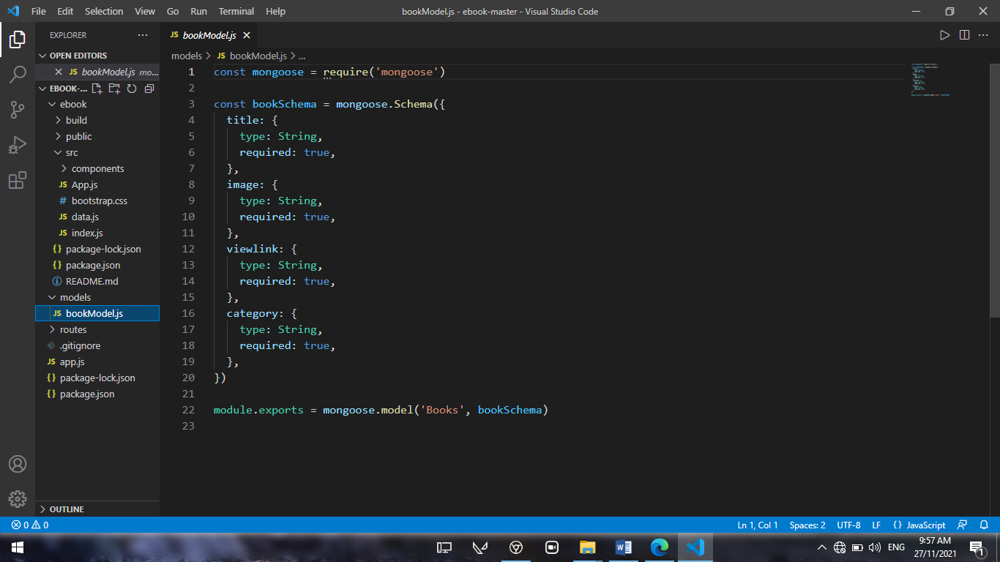 File Edit Selection View Go Run Terminal Help bookModel.js - ebook-master - Visual Studio Code
EXPLORER ···
JS bookModel.js
OPEN EDITORS
JS bookModel.js mo...
EBOOK-...
ebook
build
public
src
components
JS App.js
# bootstrap.css
JS data.js
JS index.js
{} package-lock.json
{} package.json
README.md
models
JS bookModel.js
routes
.gitignore
JS app.js
{} package-lock.json
{} package.json
OUTLINE
models > JS bookModel.js > ...
1 const mongoose = require('mongoose')
2
3 const bookSchema = mongoose.Schema({
4 title: {
5 type: String,
6 required: true,
7 },
8 image: {
9 type: String,
10 required: true,
11 },
12 viewlink: {
13 type: String,
14 required: true,
15 },
16 category: {
17 type: String,
18 required: true,
19 },
20 })
21
22 module.exports = mongoose.model('Books', bookSchema)
23
0 0 Ln 1, Col 1 Spaces: 2 UTF-8 LF {} JavaScript
ENG 9:57 AM
27/11/2021
1